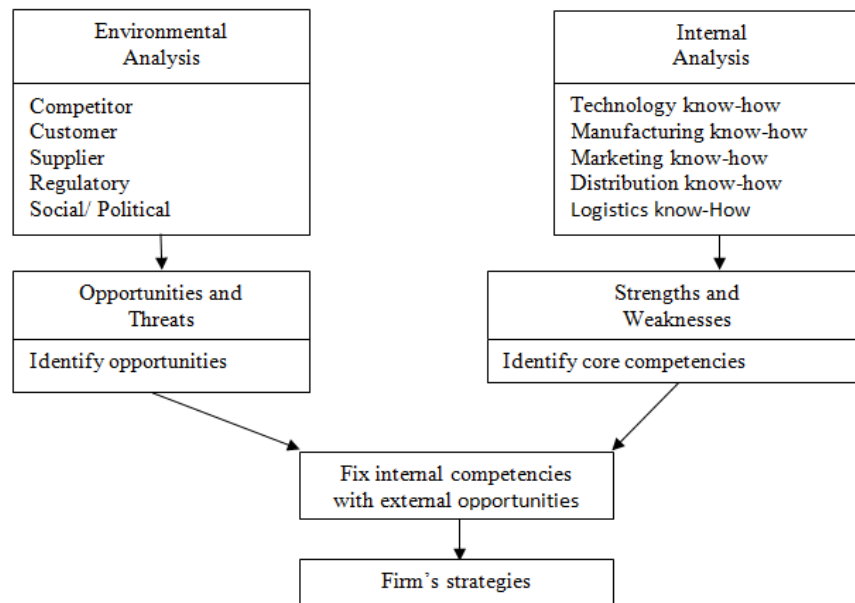 Environmental
Analysis
Competitor
Customer
Supplier
Regulatory
Social/ Political
Internal
Analysis
Technology know-how
Manufacturing know-how
Marketing know-how
Distribution know-how
Logistics know-How
Opportunities and
Threats
Identify opportunities
Strengths and
Weaknesses
Identify core competencies
Fix internal competencies
with external opportunities
Firm's strategies